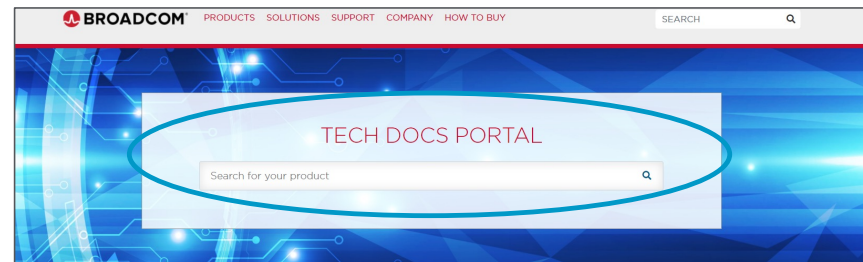 BROADCOM® PRODUCTS SOLUTIONS SUPPORT COMPANY HOW TO BUY SEARCH
TECH DOCS PORTAL
Search for your product